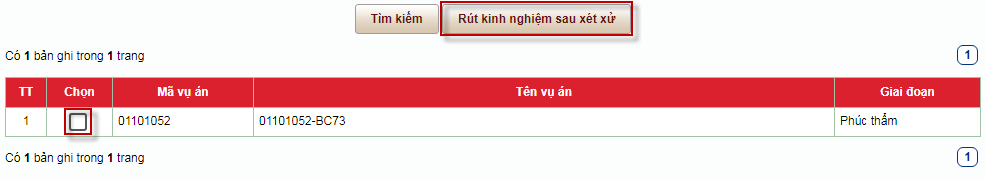 Tìm kiếm Rút kinh nghiệm sau xét xử
Có 1 bản ghi trong 1 trang 1
TT Chọn Mã vụ án Tên vụ án Giai đoạn
1 01101052 01101052-BC73 Phúc thẩm
Có 1 bản ghi trong 1 trang 1